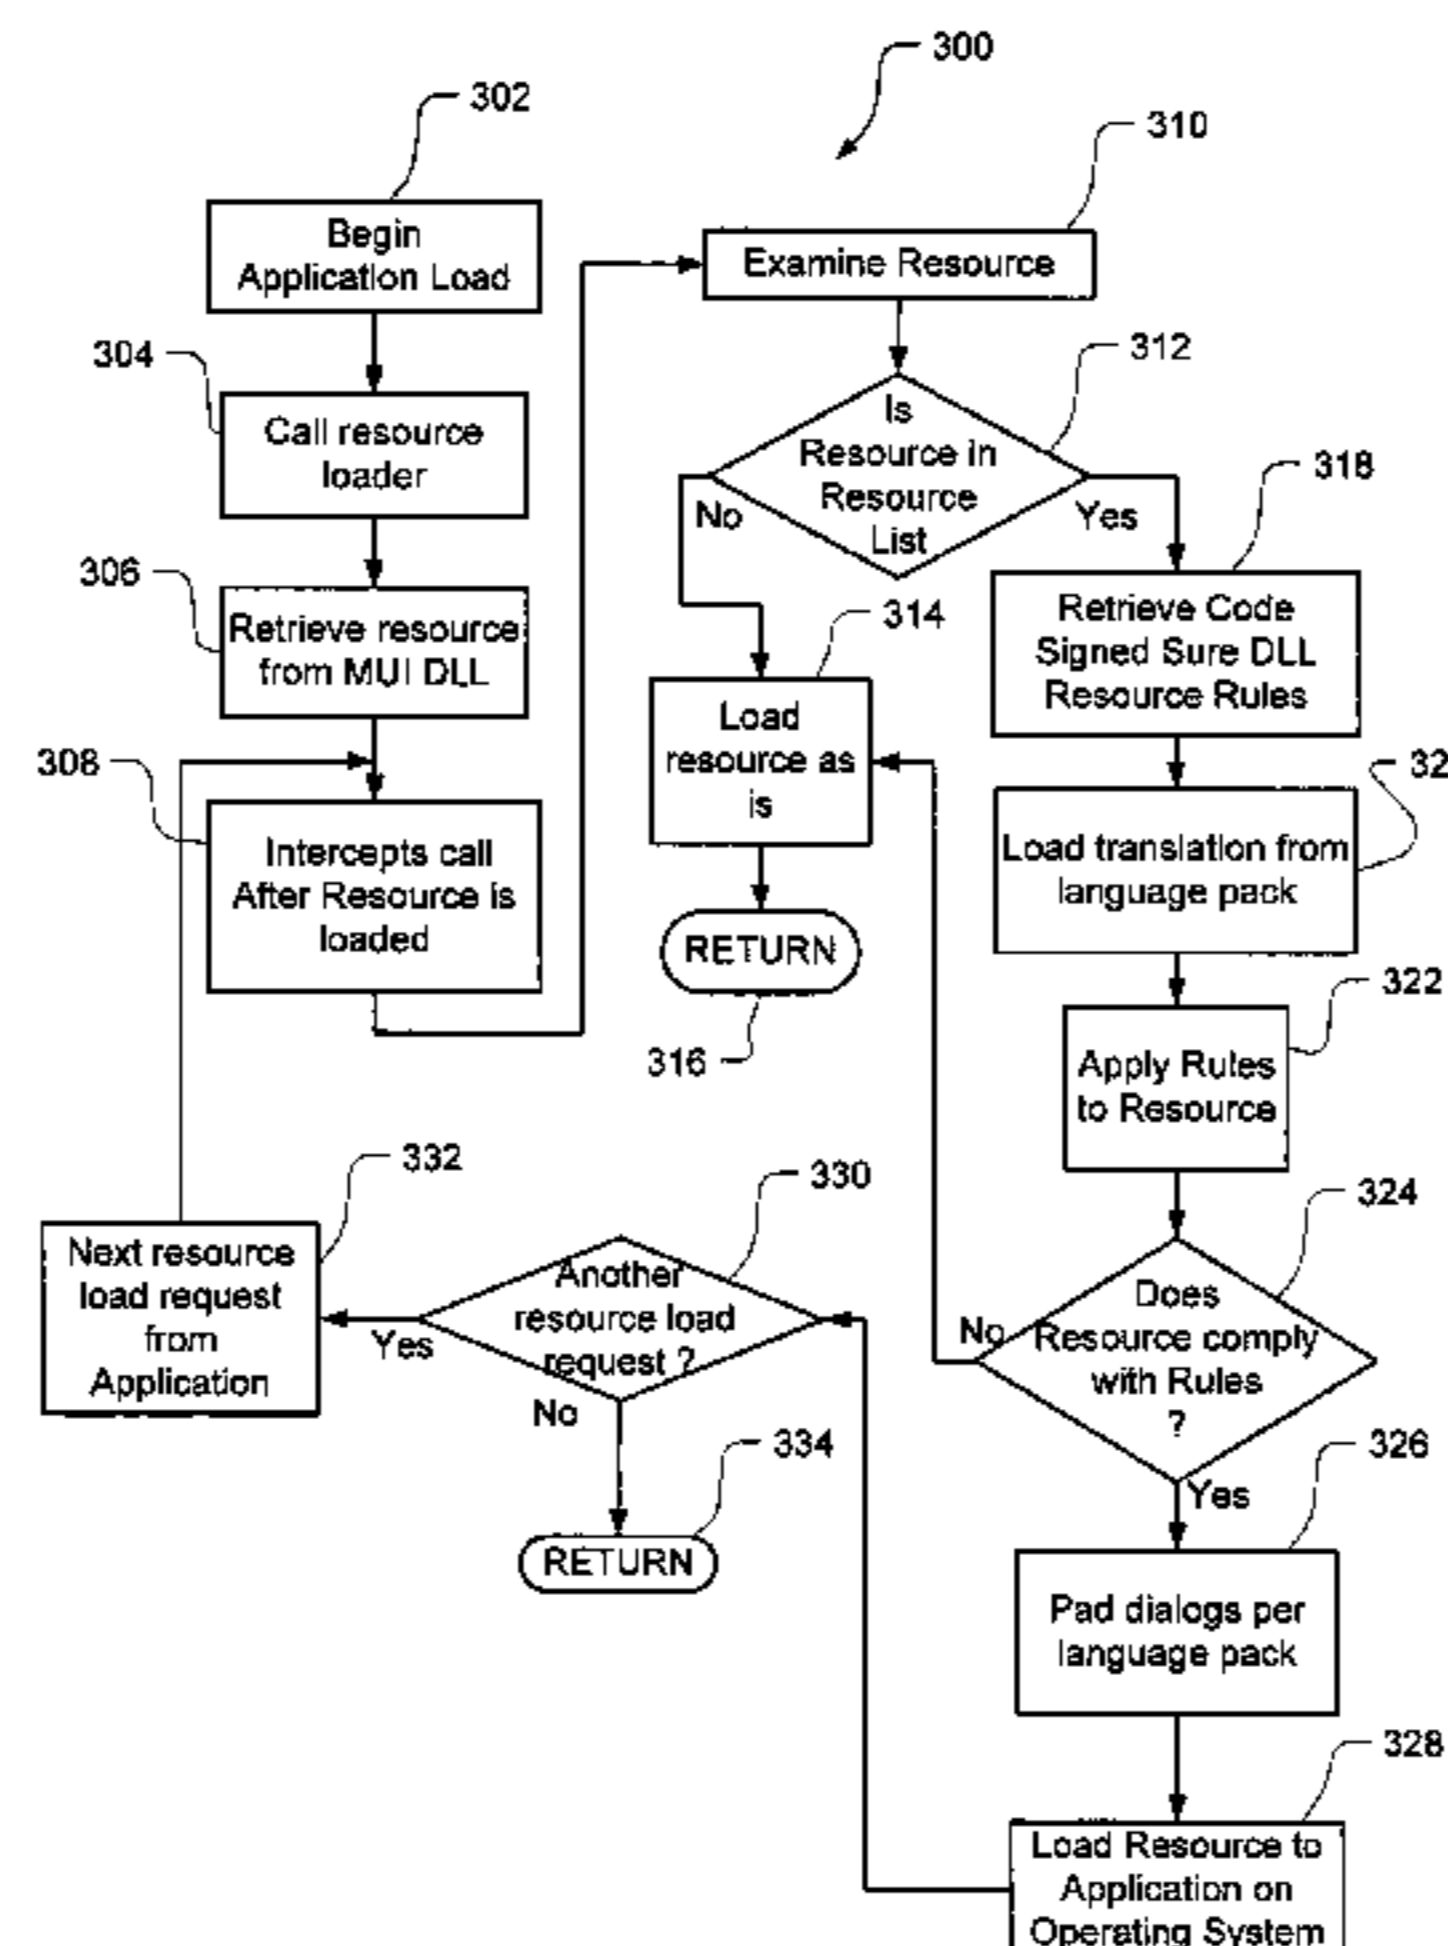 300
302
Begin
Application Load
304
Call resource
loader
306
Retrieve resource
from MUI DLL
308
Intercepts call
After Resource is
loaded
310
Examine Resource
312
Is
Resource in
Resource
List
No
Yes
314
Load
resource as
is
RETURN
316
318
Retrieve Code
Signed Sure DLL
Resource Rules
32
Load translation from
language pack
322
Apply Rules
to Resource
324
Does
Resource comply
with Rules
?
No
Yes
326
Pad dialogs per
language pack
328
Load Resource to
Application on
Operating System
330
Another
resource load
request ?
Yes
No
332
Next resource
load request
from
Application
334
RETURN